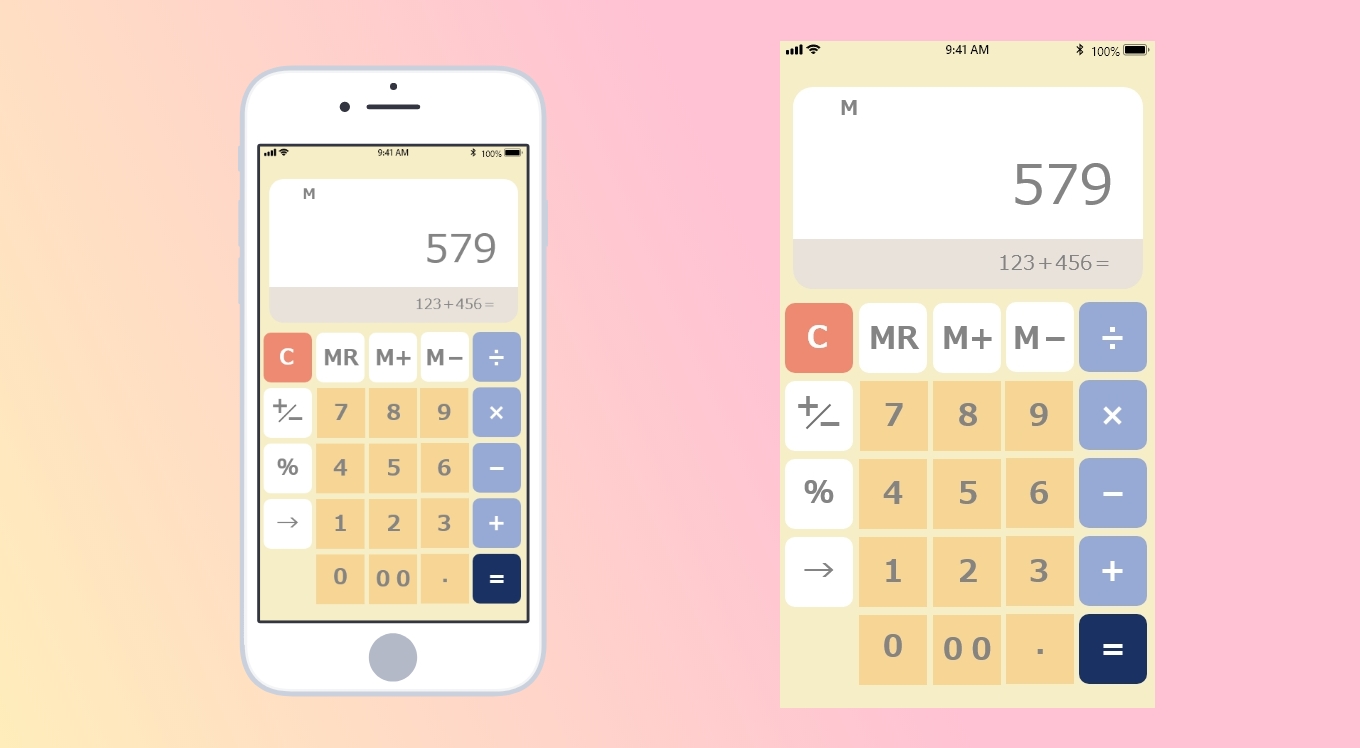 9:41 AM 100%
M
579
123+456=
C MR M+ M− ÷
+/− 7 8 9 ×
% 4 5 6 −
→ 1 2 3 +
0 00 . =
9:41 AM 100%
M
579
123+456=
C MR M+ M− ÷
+/− 7 8 9 ×
% 4 5 6 −
→ 1 2 3 +
0 00 . =